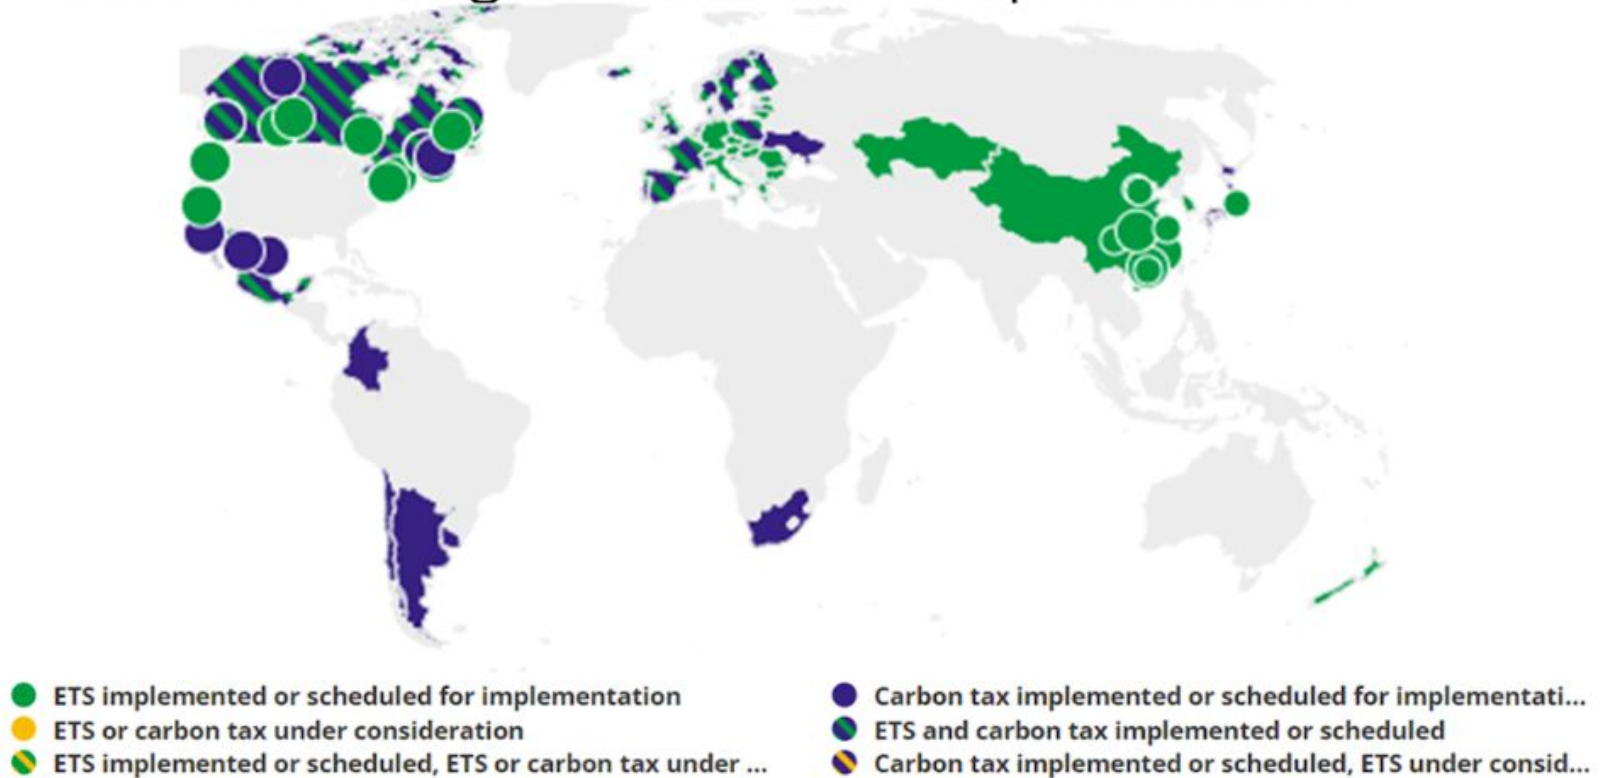 ETS implemented or scheduled for implementation
Carbon tax implemented or scheduled for implementati...
ETS or carbon tax under consideration
ETS and carbon tax implemented or scheduled
ETS implemented or scheduled, ETS or carbon tax under ...
Carbon tax implemented or scheduled, ETS under consid...